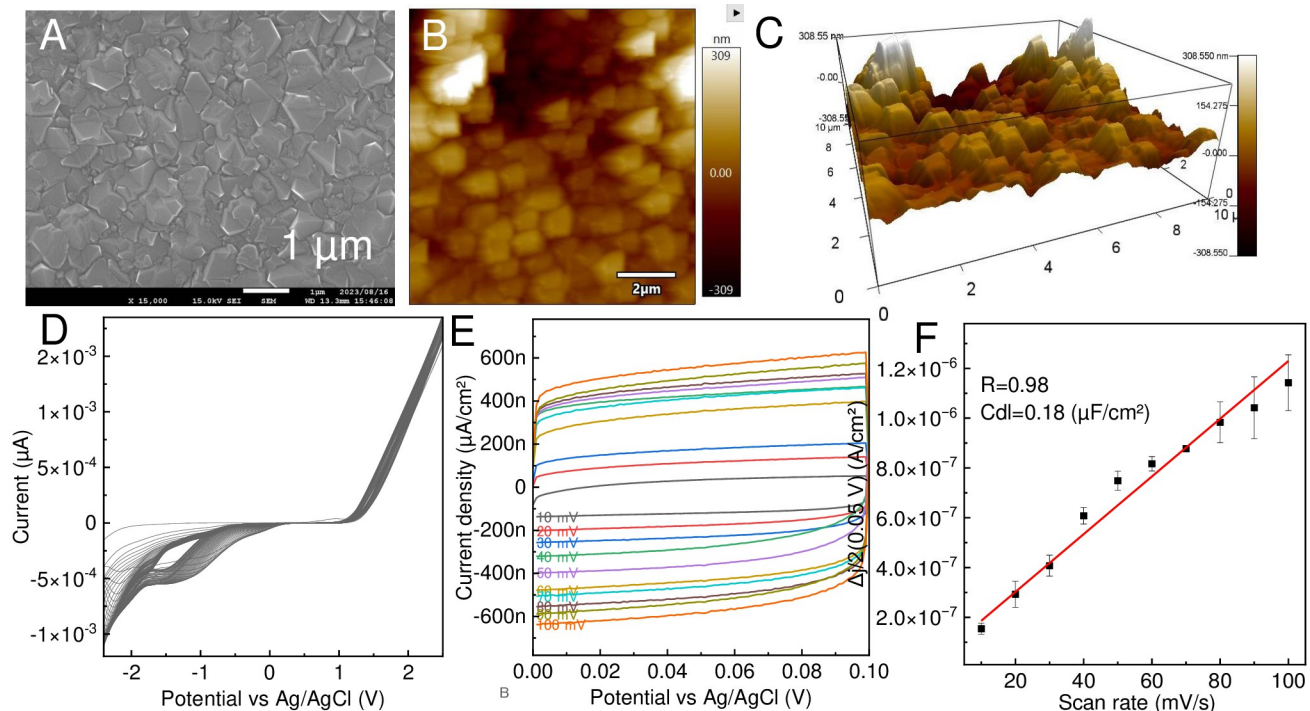 A
1 μm
1μm 2023/08/16
X 15,000 15.0kV SEI SEM WD 13.3mm 15:46:08
B
nm
309
0.00
-309
2μm
C
308.55 nm
-0.00
-308.55
10 μm
8
6
4
2
0
2
4
6
8
10 μ
2
0
0
308.550 nm
154.275
-0.000
-154.275
-308.550
D
2×10⁻³
1×10⁻³
5×10⁻⁴
0
-5×10⁻⁴
-1×10⁻³
Current (μA)
-2 -1 0 1 2
Potential vs Ag/AgCl (V)
E
600n
400n
200n
0
-200n
-400n
-600n
Current density (μA/cm²)
10 mV
20 mV
30 mV
40 mV
50 mV
60 mV
70 mV
80 mV
90 mV
100 mV
0.00 0.02 0.04 0.06 0.08 0.10
B
Potential vs Ag/AgCl (V)
F
R=0.98
Cdl=0.18 (μF/cm²)
1.2×10⁻⁶
1.0×10⁻⁶
8.0×10⁻⁷
6.0×10⁻⁷
4.0×10⁻⁷
2.0×10⁻⁷
Δj/2(0.05 V) (A/cm²)
20 40 60 80 100
Scan rate (mV/s)